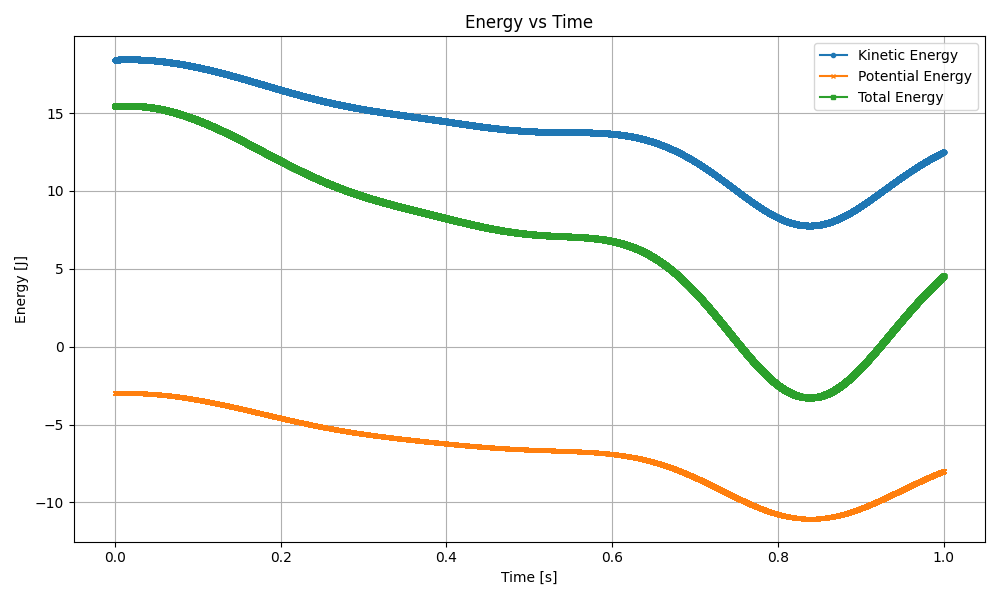 Energy vs Time
Kinetic Energy
Potential Energy
Total Energy
Energy [J]
15
10
5
0
−5
−10
0.0 0.2 0.4 0.6 0.8 1.0
Time [s]